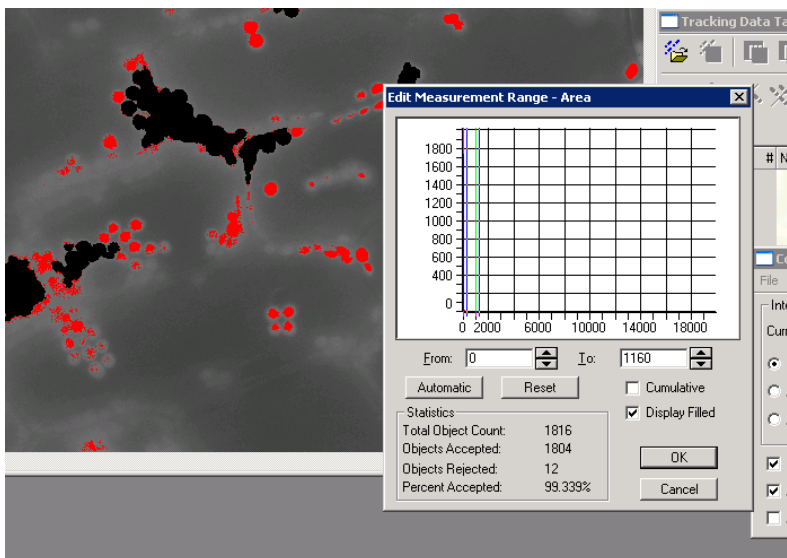 Tracking Data Ta
Edit Measurement Range - Area
# N
1800
1600
1400
1200
1000
800
600
400
0
0 2000 6000 10000 14000 18000
File
From: 0 To: 1160
Automatic Reset Cumulative
Display Filled
Statistics
Total Object Count: 1816
Objects Accepted: 1804
Objects Rejected: 12
Percent Accepted: 99.339%
OK
Cancel